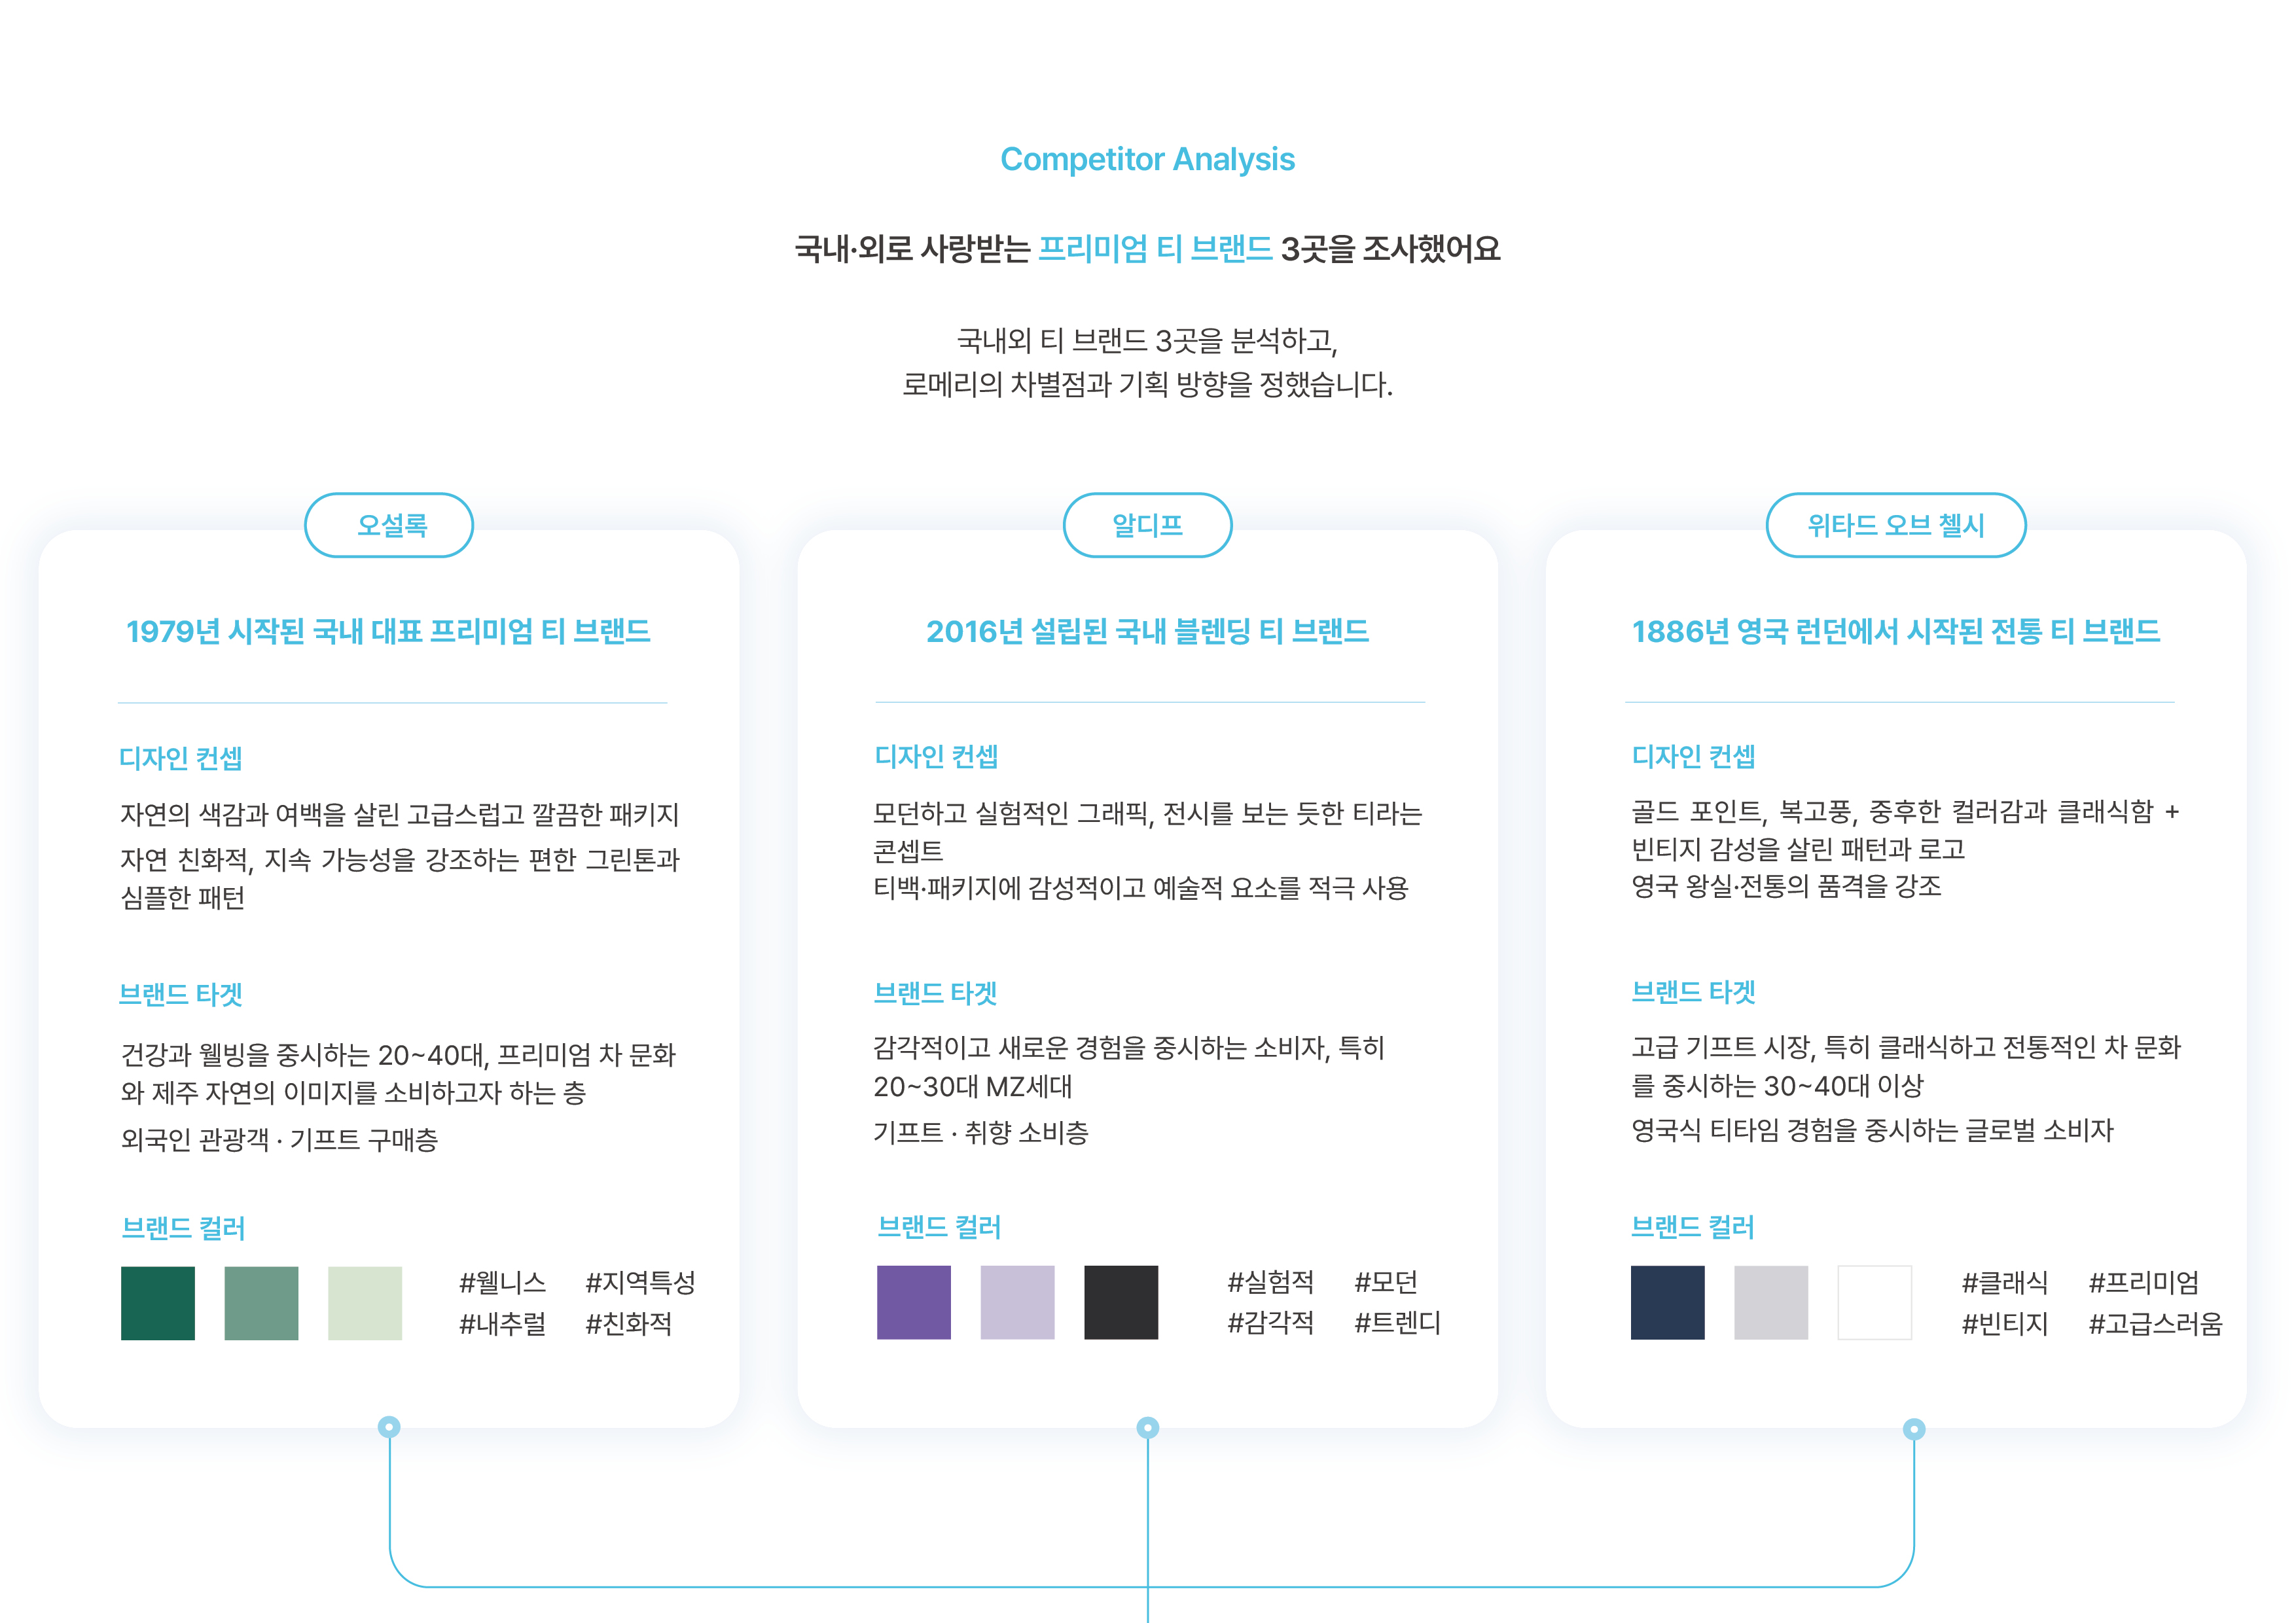 Competitor Analysis
국내·외로 사랑받는 프리미엄 티 브랜드 3곳을 조사했어요
국내외 티 브랜드 3곳을 분석하고,
로메리의 차별점과 기획 방향을 정했습니다.
오설록
1979년 시작된 국내 대표 프리미엄 티 브랜드
디자인 컨셉
자연의 색감과 여백을 살린 고급스럽고 깔끔한 패키지
자연 친화적, 지속 가능성을 강조하는 편한 그린톤과
심플한 패턴
브랜드 타겟
건강과 웰빙을 중시하는 20~40대, 프리미엄 차 문화
와 제주 자연의 이미지를 소비하고자 하는 층
외국인 관광객 · 기프트 구매층
브랜드 컬러
#웰니스 #지역특성
#내추럴 #친화적
알디프
2016년 설립된 국내 블렌딩 티 브랜드
디자인 컨셉
모던하고 실험적인 그래픽, 전시를 보는 듯한 티라는
콘셉트
티백·패키지에 감성적이고 예술적 요소를 적극 사용
브랜드 타겟
감각적이고 새로운 경험을 중시하는 소비자, 특히
20~30대 MZ세대
기프트 · 취향 소비층
브랜드 컬러
#실험적 #모던
#감각적 #트렌디
위타드 오브 첼시
1886년 영국 런던에서 시작된 전통 티 브랜드
디자인 컨셉
골드 포인트, 복고풍, 중후한 컬러감과 클래식함 +
빈티지 감성을 살린 패턴과 로고
영국 왕실·전통의 품격을 강조
브랜드 타겟
고급 기프트 시장, 특히 클래식하고 전통적인 차 문화
를 중시하는 30~40대 이상
영국식 티타임 경험을 중시하는 글로벌 소비자
브랜드 컬러
#클래식 #프리미엄
#빈티지 #고급스러움